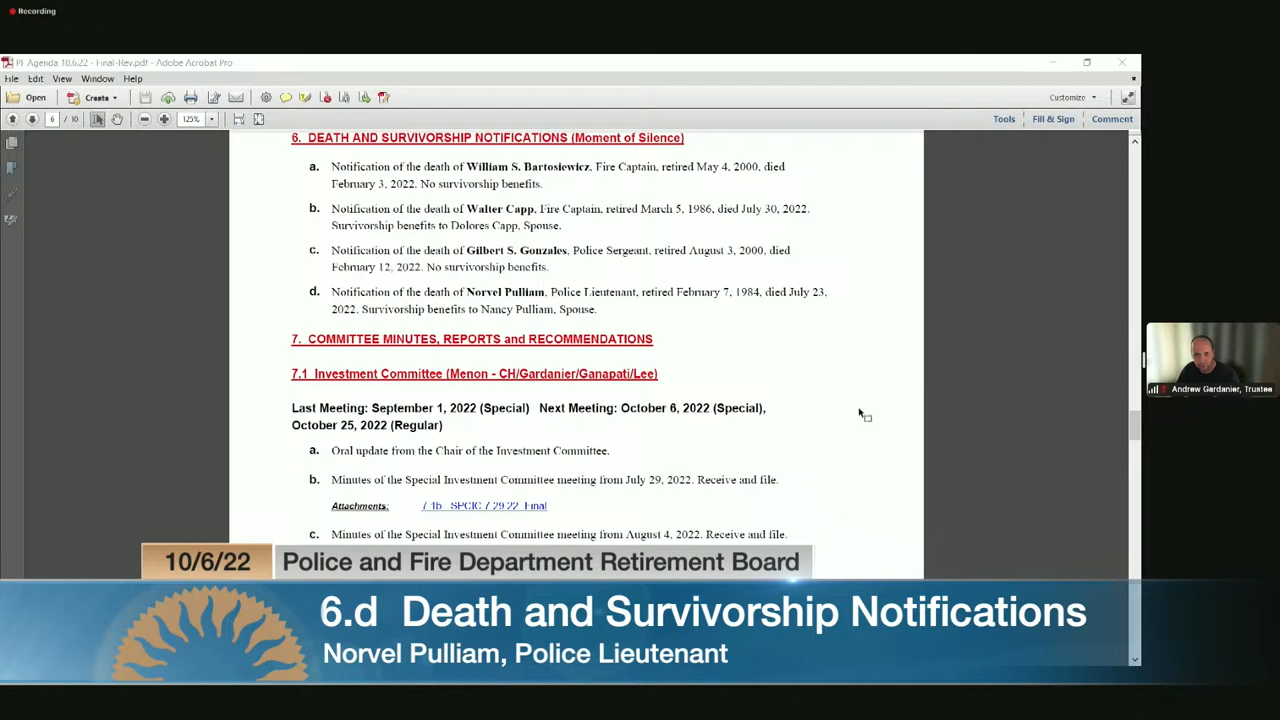 Recording
PF Agenda 10.6.22 - Final-Rev.pdf - Adobe Acrobat Pro
File Edit View Window Help
Open Create Customize
6 / 10 125% Tools Fill & Sign Comment
6. DEATH AND SURVIVORSHIP NOTIFICATIONS (Moment of Silence)
a. Notification of the death of William S. Bartosiewicz, Fire Captain, retired May 4, 2000, died
February 3, 2022. No survivorship benefits.
b. Notification of the death of Walter Capp, Fire Captain, retired March 5, 1986, died July 30, 2022.
Survivorship benefits to Dolores Capp, Spouse.
c. Notification of the death of Gilbert S. Gonzales, Police Sergeant, retired August 3, 2000, died
February 12, 2022. No survivorship benefits.
d. Notification of the death of Norvel Pulliam, Police Lieutenant, retired February 7, 1984, died July 23,
2022. Survivorship benefits to Nancy Pulliam, Spouse.
7. COMMITTEE MINUTES, REPORTS and RECOMMENDATIONS
7.1 Investment Committee (Menon - CH/Gardanier/Ganapati/Lee)
Last Meeting: September 1, 2022 (Special) Next Meeting: October 6, 2022 (Special),
October 25, 2022 (Regular)
a. Oral update from the Chair of the Investment Committee.
b. Minutes of the Special Investment Committee meeting from July 29, 2022. Receive and file.
Attachments: 7.1b SPCIC 7.29.22 Final
c. Minutes of the Special Investment Committee meeting from August 4, 2022. Receive and file.
Andrew Gardanier, Trustee
10/6/22 Police and Fire Department Retirement Board
6.d Death and Survivorship Notifications
Norvel Pulliam, Police Lieutenant